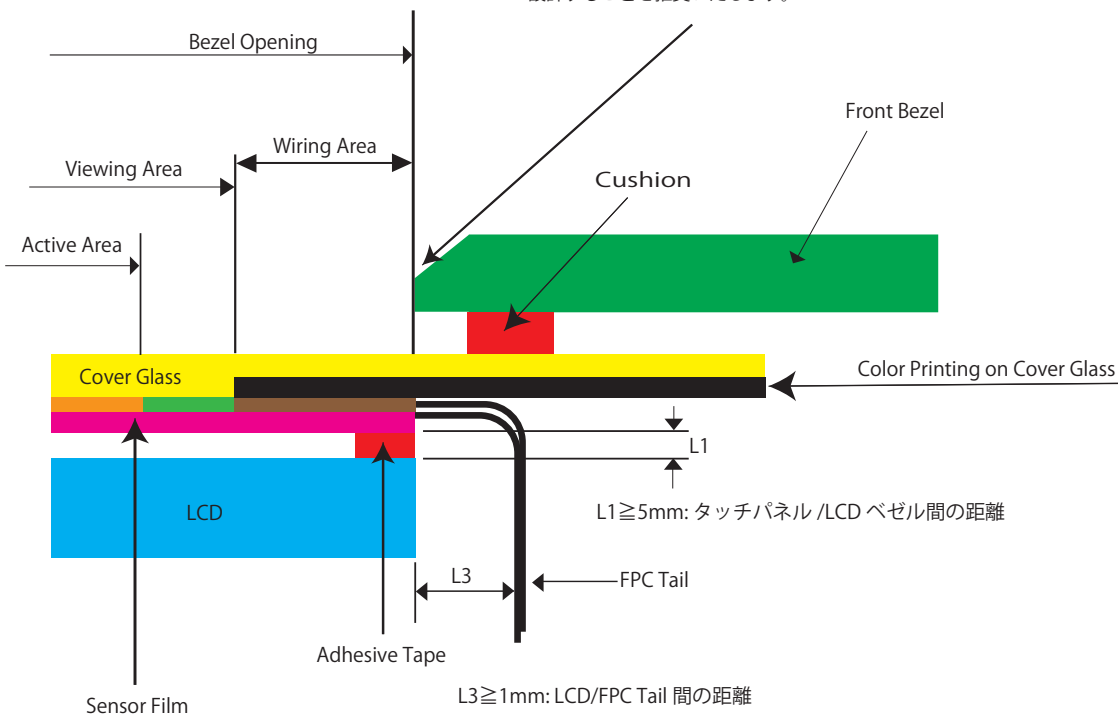 Bezel Opening
Front Bezel
Wiring Area
Viewing Area
Cushion
Active Area
Color Printing on Cover Glass
Cover Glass
L1
LCD
L1≧5mm: タッチパネル /LCD ベゼル間の距離
L3
FPC Tail
Adhesive Tape
L3≧1mm: LCD/FPC Tail 間の距離
Sensor Film